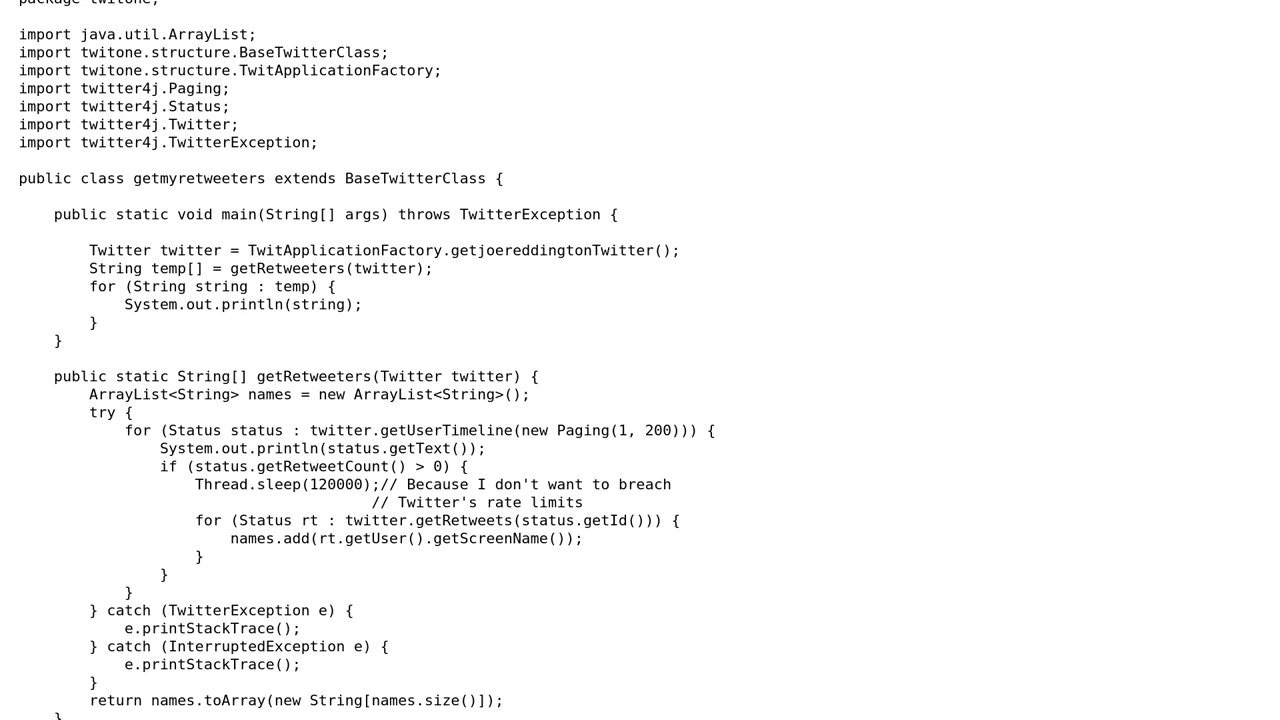 package twitone;

import java.util.ArrayList;
import twitone.structure.BaseTwitterClass;
import twitone.structure.TwitApplicationFactory;
import twitter4j.Paging;
import twitter4j.Status;
import twitter4j.Twitter;
import twitter4j.TwitterException;

public class getmyretweeters extends BaseTwitterClass {

    public static void main(String[] args) throws TwitterException {

        Twitter twitter = TwitApplicationFactory.getjoereddingtonTwitter();
        String temp[] = getRetweeters(twitter);
        for (String string : temp) {
            System.out.println(string);
        }
    }

    public static String[] getRetweeters(Twitter twitter) {
        ArrayList<String> names = new ArrayList<String>();
        try {
            for (Status status : twitter.getUserTimeline(new Paging(1, 200))) {
                System.out.println(status.getText());
                if (status.getRetweetCount() > 0) {
                    Thread.sleep(120000);// Because I don't want to breach
                                        // Twitter's rate limits
                    for (Status rt : twitter.getRetweets(status.getId())) {
                        names.add(rt.getUser().getScreenName());
                    }
                }
            }
        } catch (TwitterException e) {
            e.printStackTrace();
        } catch (InterruptedException e) {
            e.printStackTrace();
        }
        return names.toArray(new String[names.size()]);
    }